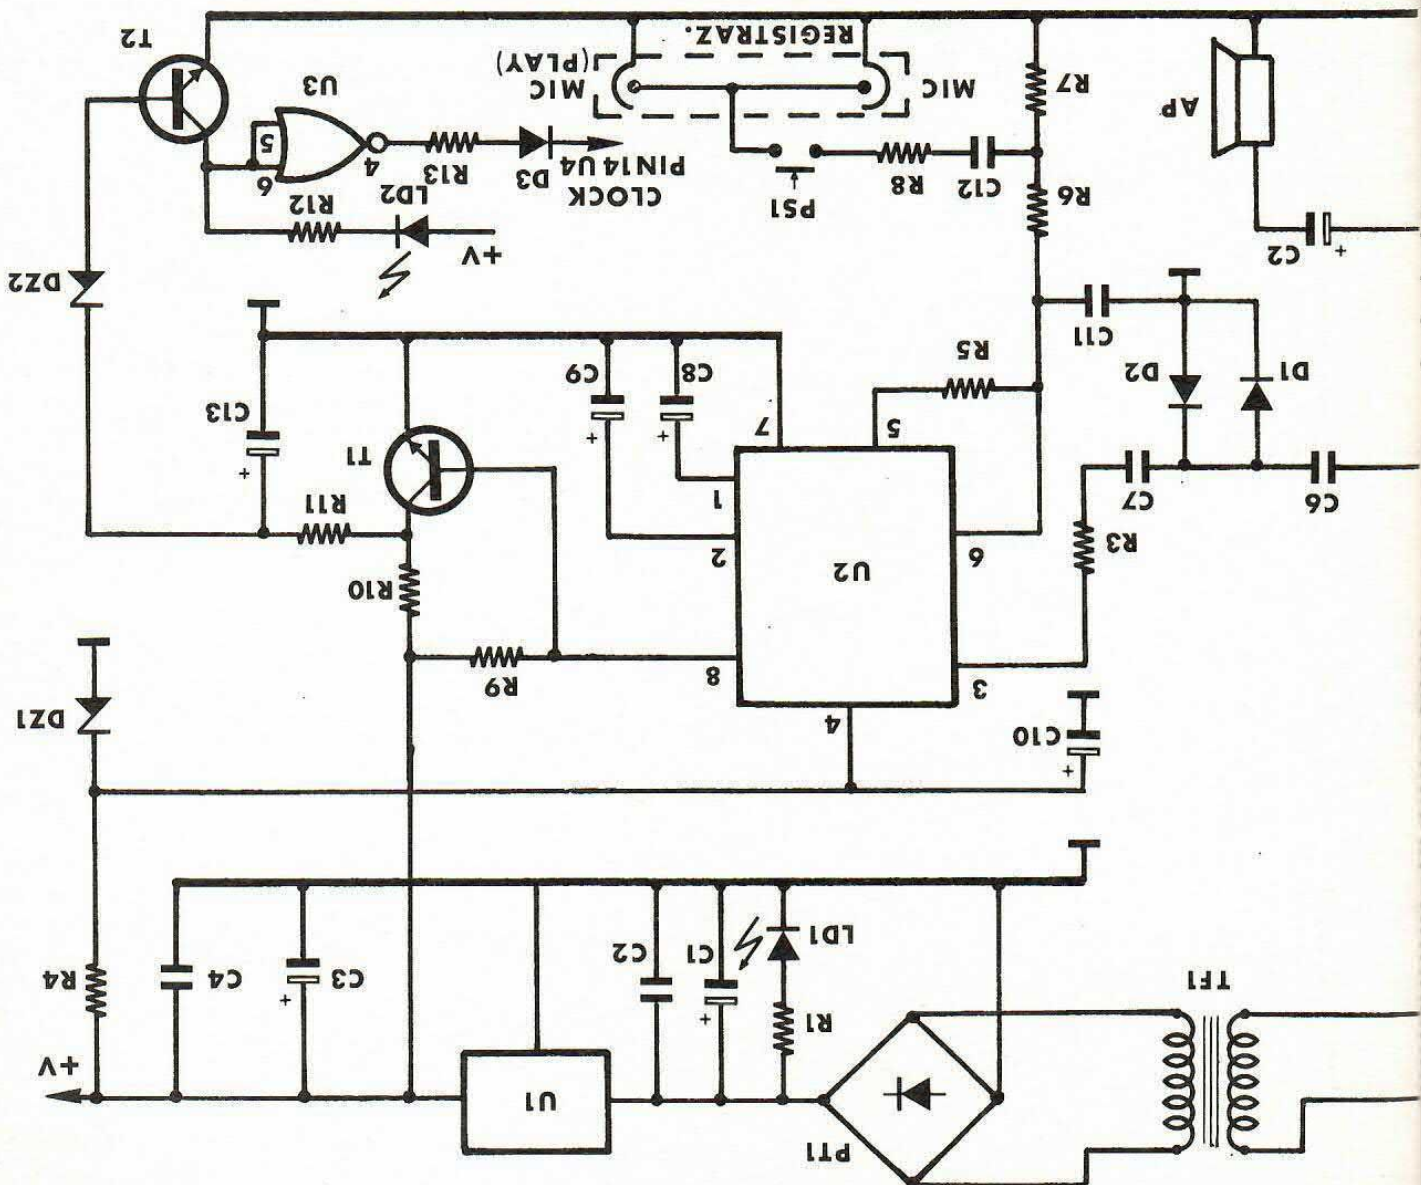 PT1
U1
+V
TF1
R1
LD1
C1
C2
C3
C4
R4
C10
4
DZ1
3
8
R9
R10
R3
U2
6
2
C6
C7
1
R11
T1
C13
7
5
D1
D2
R5
C8
C9
C11
DZ2
C2
+V
R6
C12
R8
PS1
CLOCK
PIN14 U4
LD2
R12
D3
R13
4
6
5
AP
R7
MIC
MIC
(PLAY)
U3
REGISTRAZ.
T2